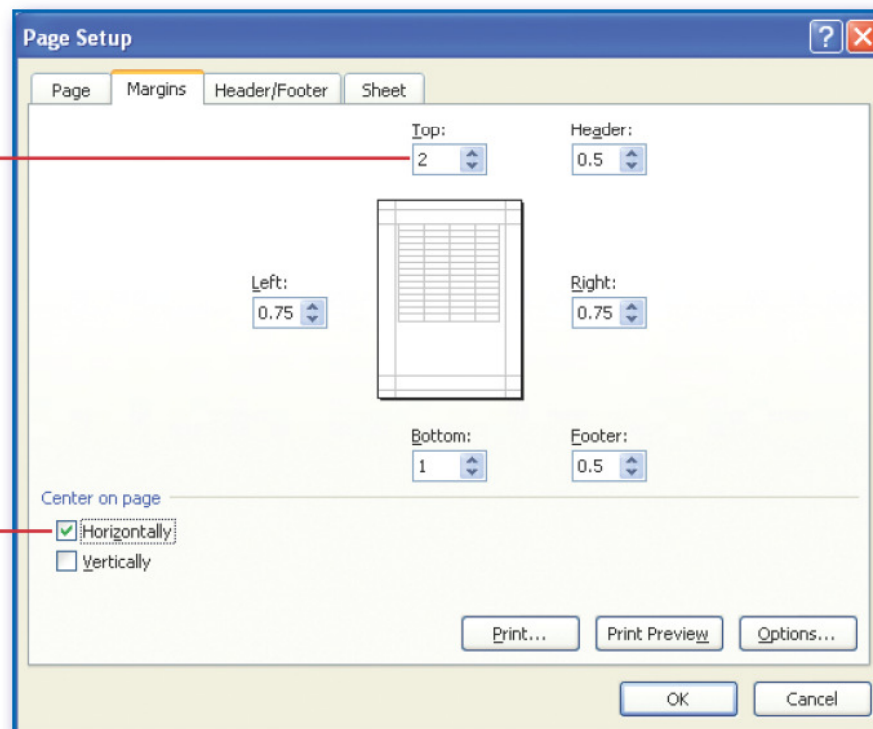 Page Setup
Page Margins Header/Footer Sheet
Top: Header:
2 0.5
Left: Right:
0.75 0.75
Bottom: Footer:
1 0.5
Center on page
Horizontally
Vertically
Print... Print Preview Options...
OK Cancel